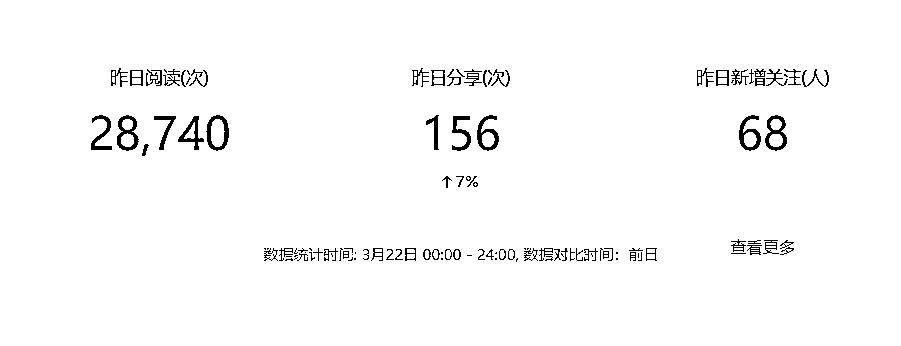 昨日阅读(次) 昨日分享(次) 昨日新增关注(人)
28,740 156 68
↑7%
数据统计时间: 3月22日 00:00 - 24:00, 数据对比时间：前日
查看更多